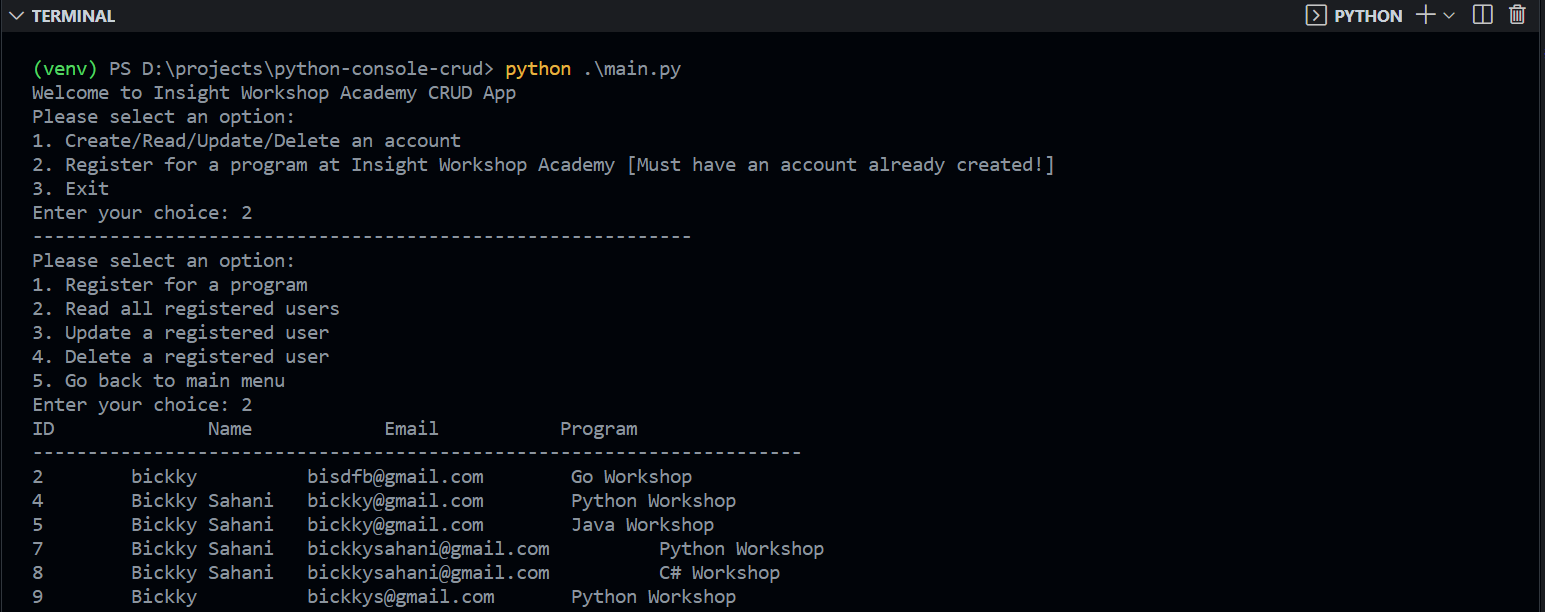 TERMINAL PYTHON
(venv) PS D:\projects\python-console-crud> python .\main.py
Welcome to Insight Workshop Academy CRUD App
Please select an option:
1. Create/Read/Update/Delete an account
2. Register for a program at Insight Workshop Academy [Must have an account already created!]
3. Exit
Enter your choice: 2
------------------------------------------------------------
Please select an option:
1. Register for a program
2. Read all registered users
3. Update a registered user
4. Delete a registered user
5. Go back to main menu
Enter your choice: 2
ID              Name            Email           Program
----------------------------------------------------------------------
2        bickky          bisdfb@gmail.com        Go Workshop
4        Bickky Sahani   bickky@gmail.com        Python Workshop
5        Bickky Sahani   bickky@gmail.com        Java Workshop
7        Bickky Sahani   bickkysahani@gmail.com          Python Workshop
8        Bickky Sahani   bickkysahani@gmail.com          C# Workshop
9        Bickky          bickkys@gmail.com       Python Workshop